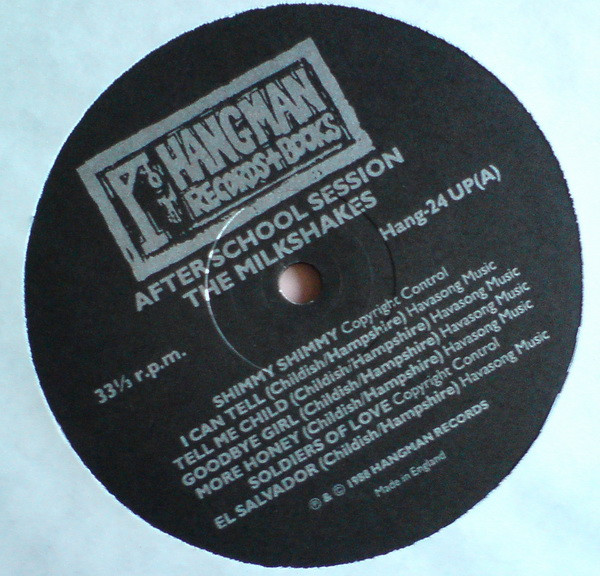 HANGMAN
RECORDS+BOOKS
AFTER SCHOOL SESSION
THE MILKSHAKES
Hang-24 UP(A)
33⅓ r.p.m.
SHIMMY SHIMMY Copyright Control
I CAN TELL (Childish/Hampshire) Havasong Music
TELL ME CHILD (Childish/Hampshire) Havasong Music
GOODBYE GIRL (Childish/Hampshire) Havasong Music
MORE HONEY (Childish/Hampshire) Havasong Music
SOLDIERS OF LOVE Copyright Control
EL SALVADOR (Childish/Hampshire) Havasong Music
℗ & © 1988 HANGMAN RECORDS
Made in England